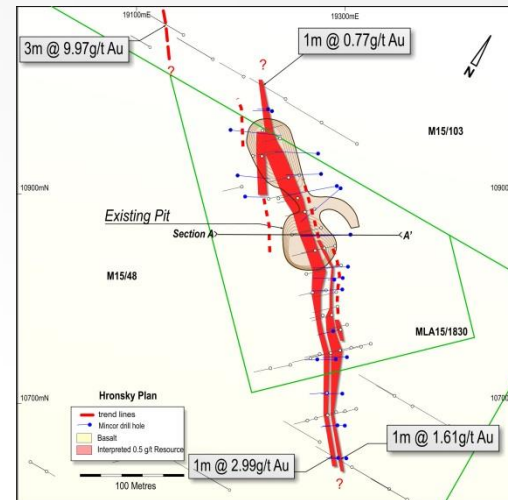 19100mE
19300mE
3m @ 9.97g/t Au
1m @ 0.77g/t Au
?
?
N
M15/103
10900mN
10900
Existing Pit
Section A
A'
M15/48
MLA15/1830
10700mN
Hronsky Plan
trend lines
Mincor drill hole
Basalt
Interpreted 0.5 g/t Resource
100 Metres
1m @ 1.61g/t Au
1m @ 2.99g/t Au
?